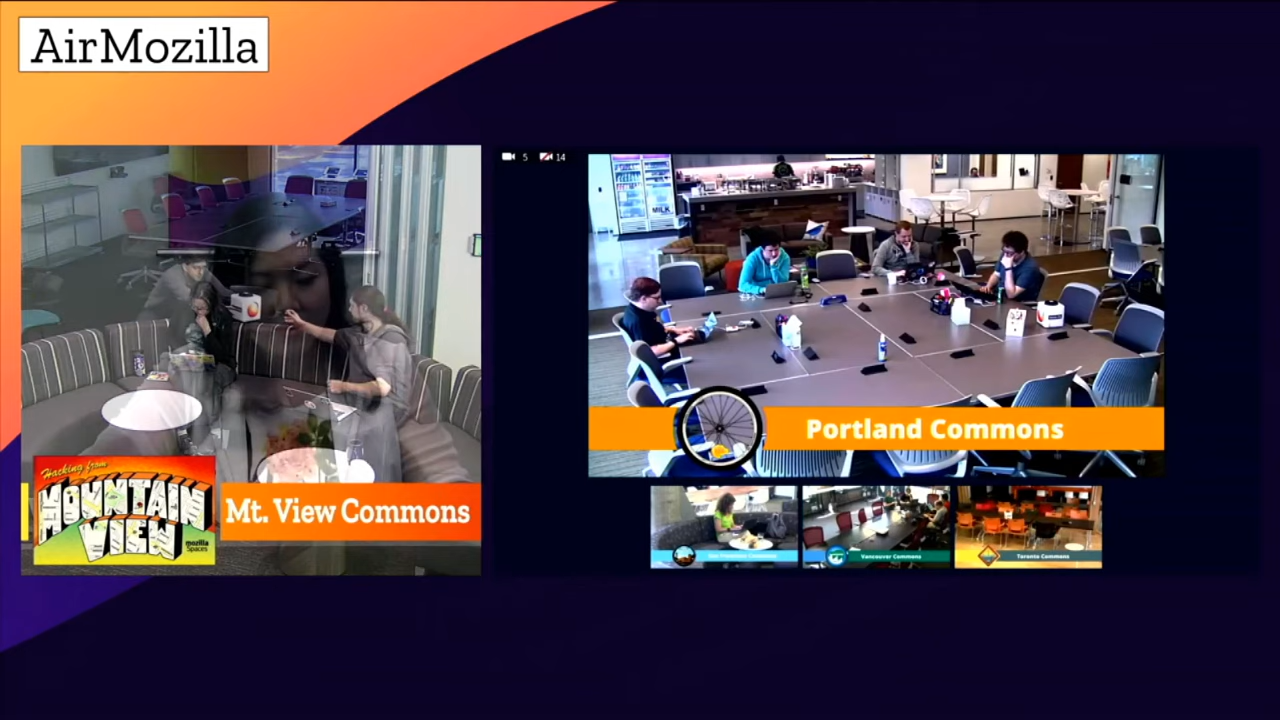 AirMozilla
Hacking from
MOUNTAIN
VIEW
mozilla
Spaces
Mt. View Commons
5 14
MILK
Portland Commons
Vancouver Commons
Toronto Commons